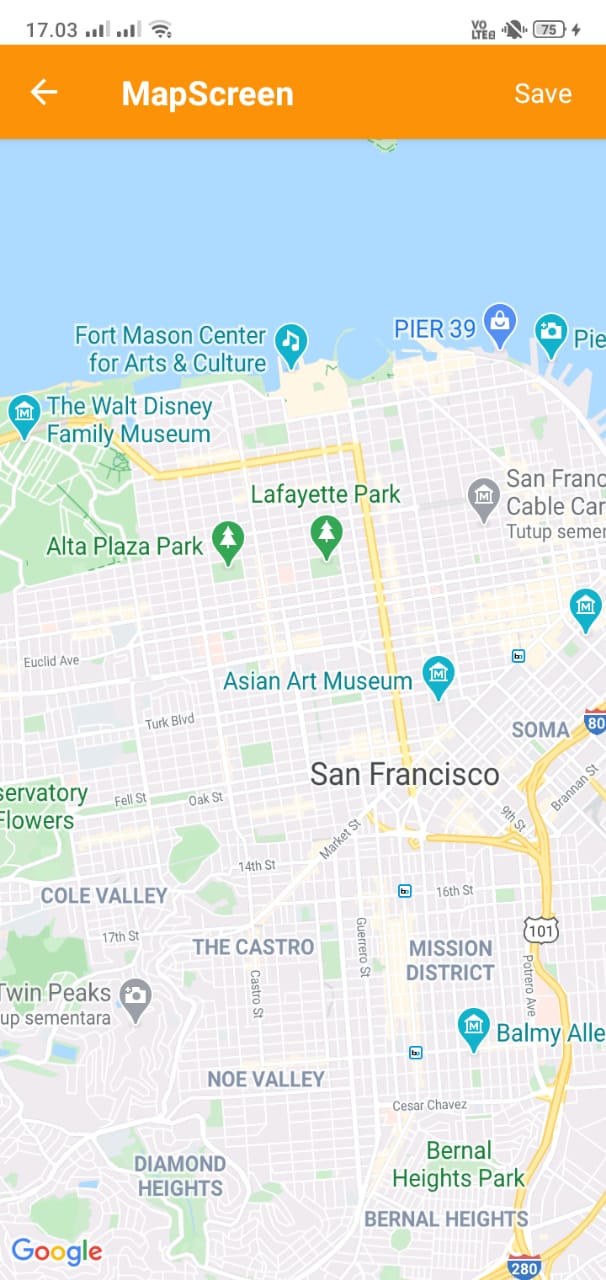 17.03
VO
LTE
75
MapScreen
Save
Fort Mason Center
for Arts & Culture
PIER 39
Pie
The Walt Disney
Family Museum
San Franc
Cable Car
Tutup semen
Lafayette Park
Alta Plaza Park
Euclid Ave
Asian Art Museum
Turk Blvd
SOMA
80
San Francisco
servatory
Flowers
Fell St
Oak St
Brannan St
9th St
Market St
14th St
COLE VALLEY
16th St
17th St
THE CASTRO
Guerrero St
MISSION
DISTRICT
101
Castro St
Potrero Ave
Twin Peaks
up sementara
Balmy Alle
NOE VALLEY
Cesar Chavez
DIAMOND
HEIGHTS
Bernal
Heights Park
BERNAL HEIGHTS
Google
280